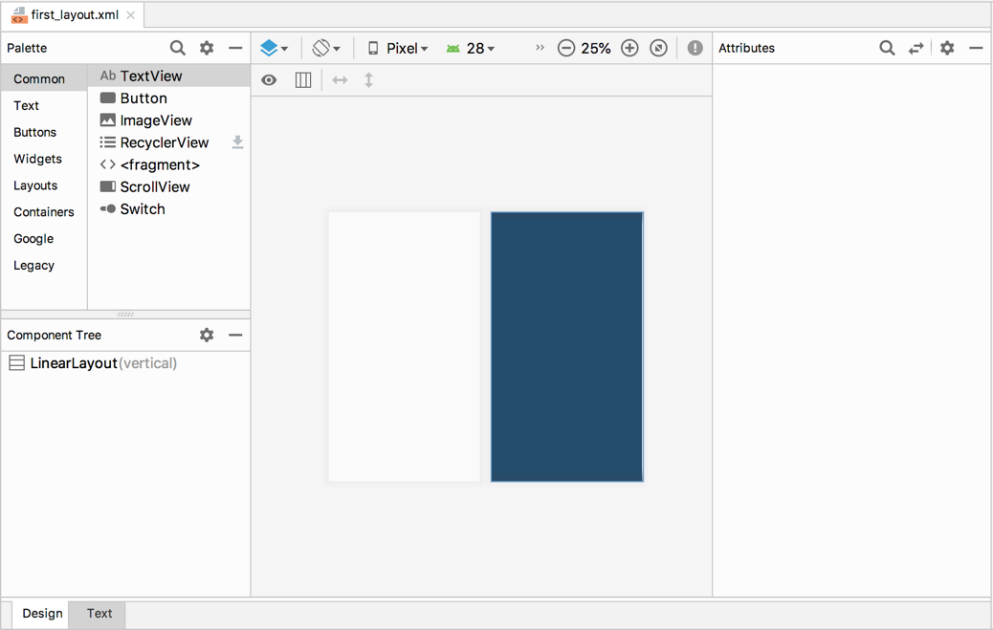 first_layout.xml
Palette
Pixel
28
25%
Attributes
Common
Text
Buttons
Widgets
Layouts
Containers
Google
Legacy
Ab TextView
Button
ImageView
RecyclerView
<fragment>
ScrollView
Switch
Component Tree
LinearLayout(vertical)
Design
Text